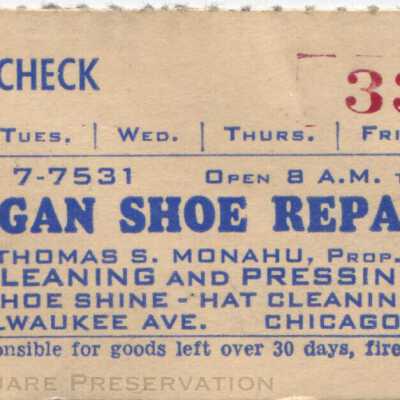 CHECK
33
TUES. | WED. | THURS. | FRI
7-7531 OPEN 8 A.M. T
GAN SHOE REPA
THOMAS S. MONAHU, PROP.
LEANING AND PRESSIN
HOE SHINE - HAT CLEANIN
LWAUKEE AVE. CHICAGO
onsible for goods left over 30 days, fire
UARE PRESERVATION